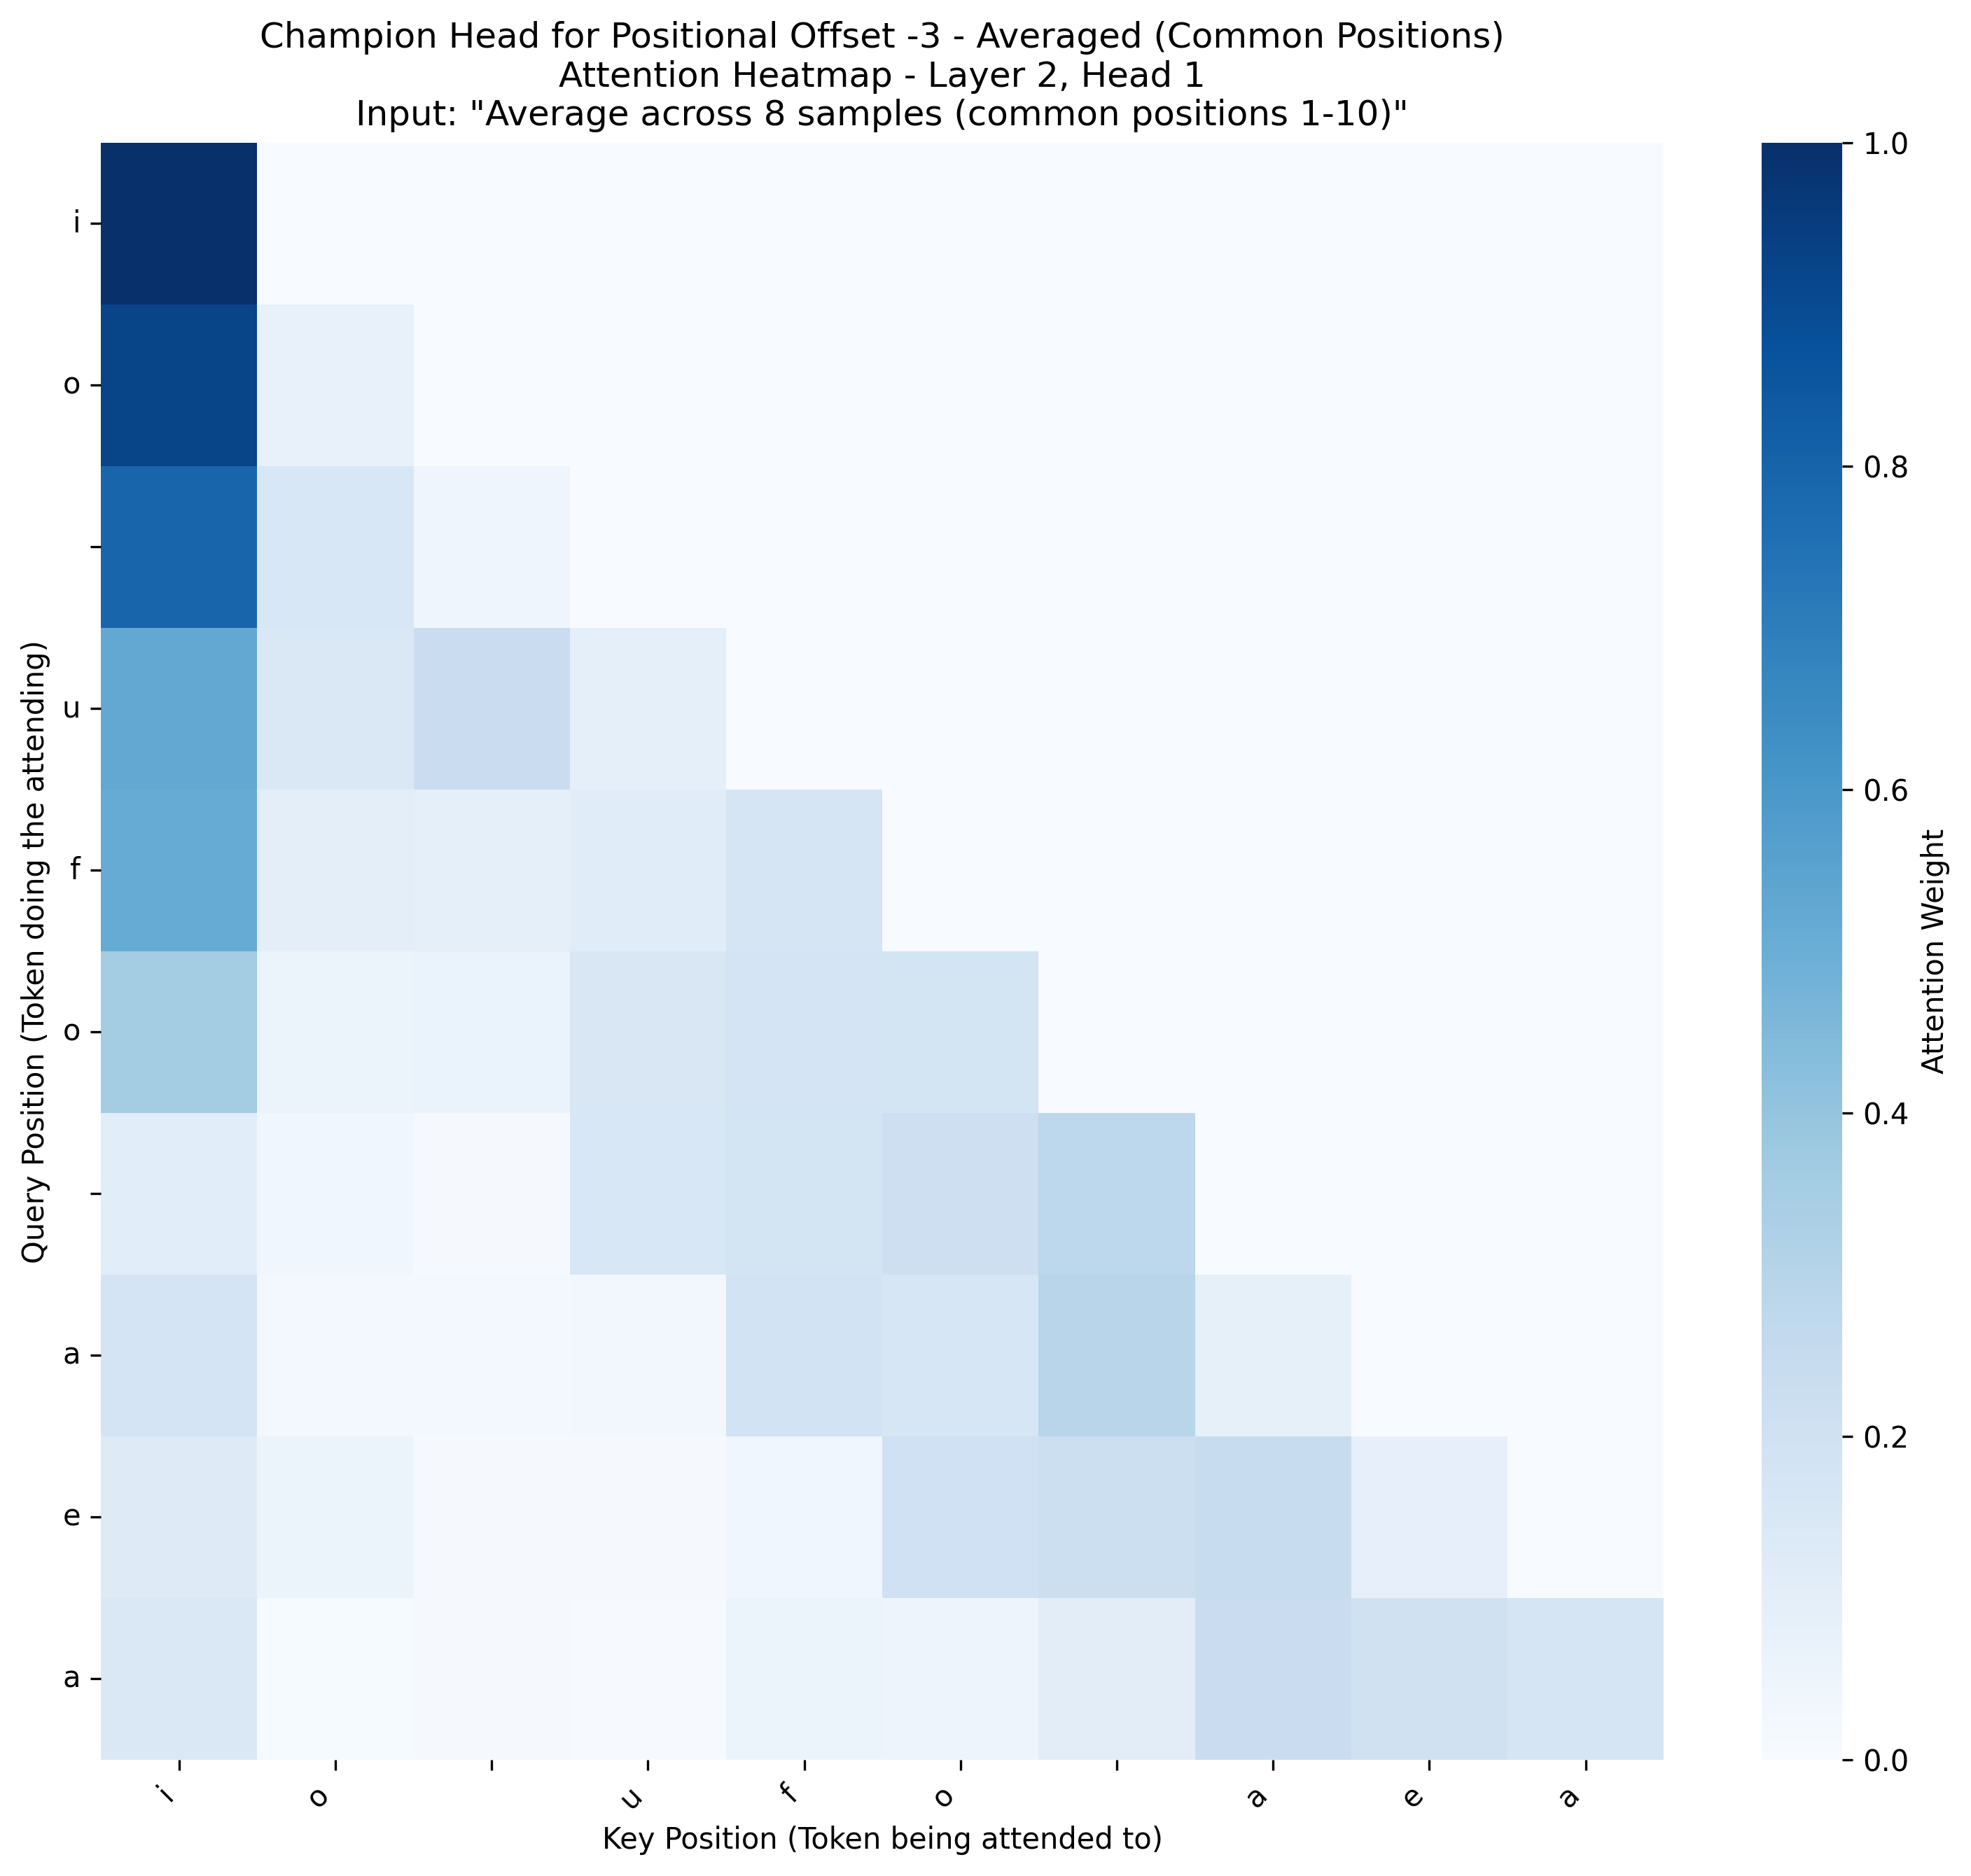 Champion Head for Positional Offset -3 - Averaged (Common Positions)
Attention Heatmap - Layer 2, Head 1
Input: "Average across 8 samples (common positions 1-10)"
Query Position (Token doing the attending)
i
o
u
f
o
a
e
a
i
o
u
f
o
a
e
a
Key Position (Token being attended to)
1.0
0.8
0.6
0.4
0.2
0.0
Attention Weight